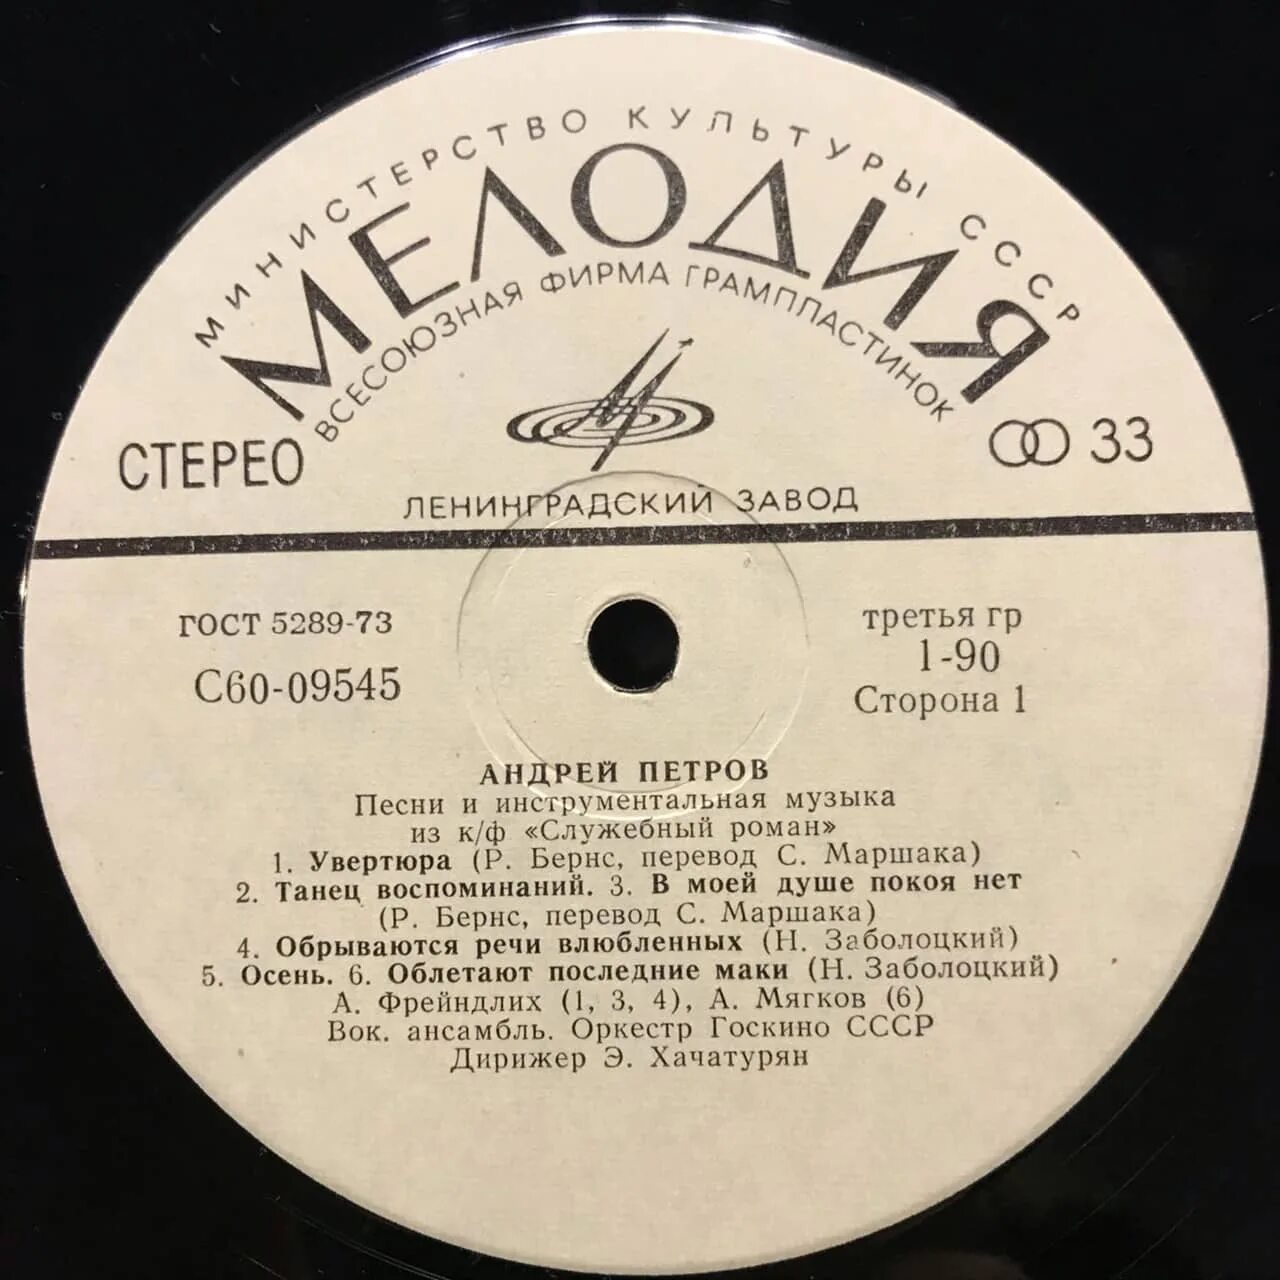 МИНИСТЕРСТВО КУЛЬТУРЫ СССР
МЕЛОДИЯ
ВСЕСОЮЗНАЯ ФИРМА ГРАМПЛАСТИНОК
СТЕРЕО
33
ЛЕНИНГРАДСКИЙ ЗАВОД
ГОСТ 5289-73
С60-09545
третья гр
1-90
Сторона 1
АНДРЕЙ ПЕТРОВ
Песни и инструментальная музыка
из к/ф «Служебный роман»
1. Увертюра (Р. Бернс, перевод С. Маршака)
2. Танец воспоминаний. 3. В моей душе покоя нет
(Р. Бернс, перевод С. Маршака)
4. Обрываются речи влюбленных (Н. Заболоцкий)
5. Осень. 6. Облетают последние маки (Н. Заболоцкий)
А. Фрейндлих (1, 3, 4), А. Мягков (6)
Вок. ансамбль. Оркестр Госкино СССР
Дирижер Э. Хачатурян